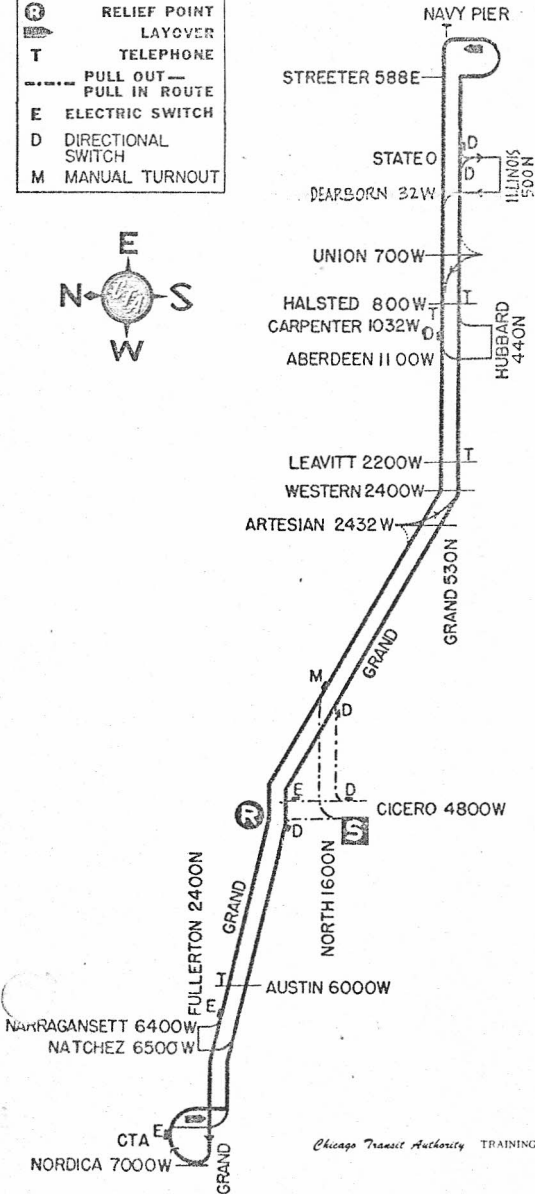 R RELIEF POINT
LAYOVER
T TELEPHONE
PULL OUT—
PULL IN ROUTE
E ELECTRIC SWITCH
D DIRECTIONAL
SWITCH
M MANUAL TURNOUT
E
N S
W
NAVY PIER
STREETER 588E
D
STATE 0
D
ILLINOIS
500N
DEARBORN 32W
UNION 700W
HALSTED 800W T
T
CARPENTER 1032W
D
HUBBARD
440N
ABERDEEN 1100W
LEAVITT 2200W T
WESTERN 2400W
ARTESIAN 2432W
GRAND 530N
GRAND
M
D
E D
CICERO 4800W
R
D S
NORTH 1600N
FULLERTON 2400N
GRAND
T AUSTIN 6000W
E
NARRAGANSETT 6400W
NATCHEZ 6500W
CTA E
NORDICA 7000W
GRAND
Chicago Transit Authority TRAINING